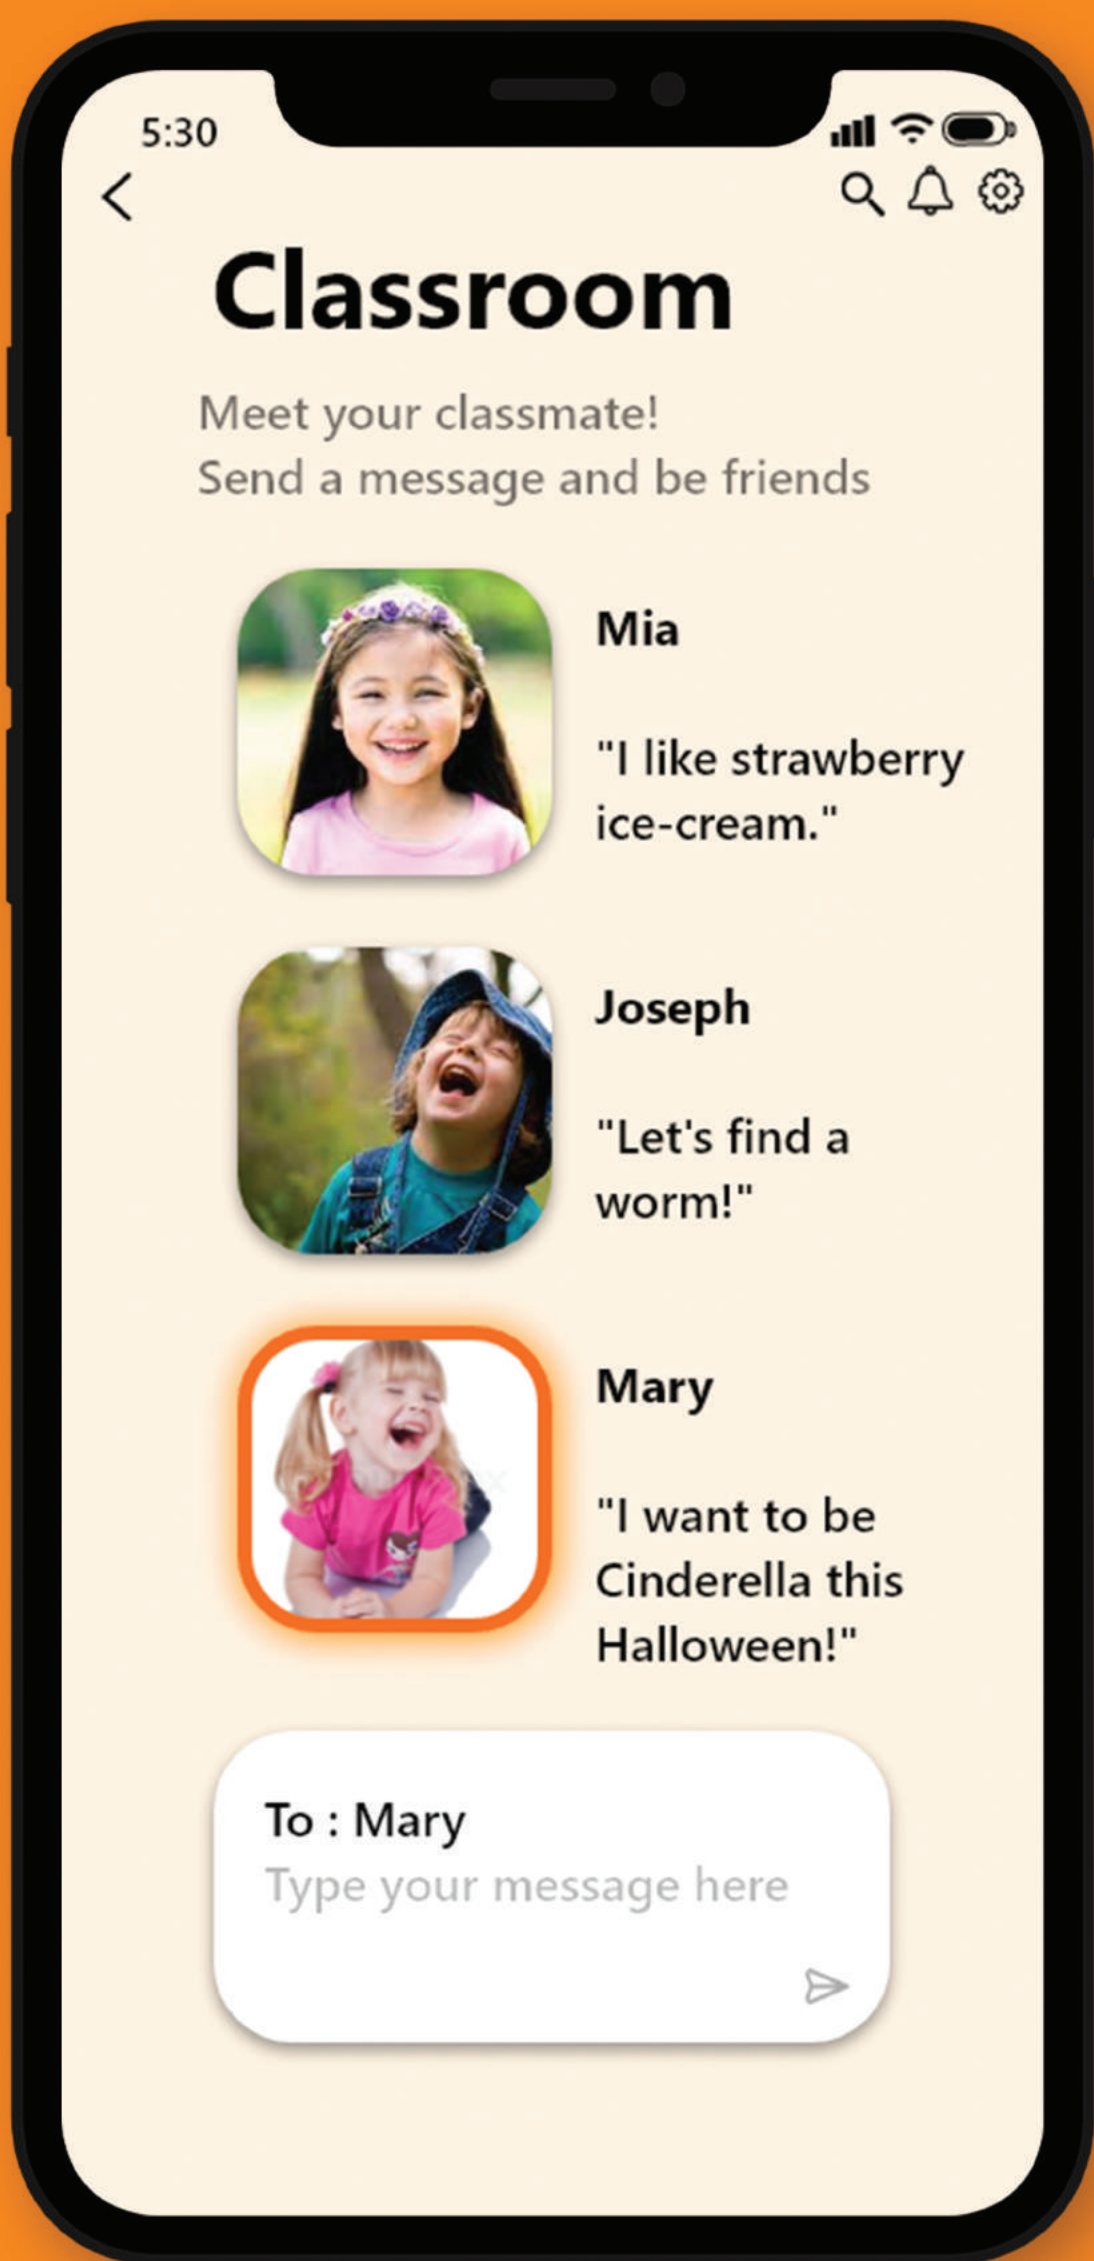 5:30
Classroom
Meet your classmate!
Send a message and be friends
Mia
"I like strawberry
ice-cream."
Joseph
"Let's find a
worm!"
Mary
"I want to be
Cinderella this
Halloween!"
To : Mary
Type your message here